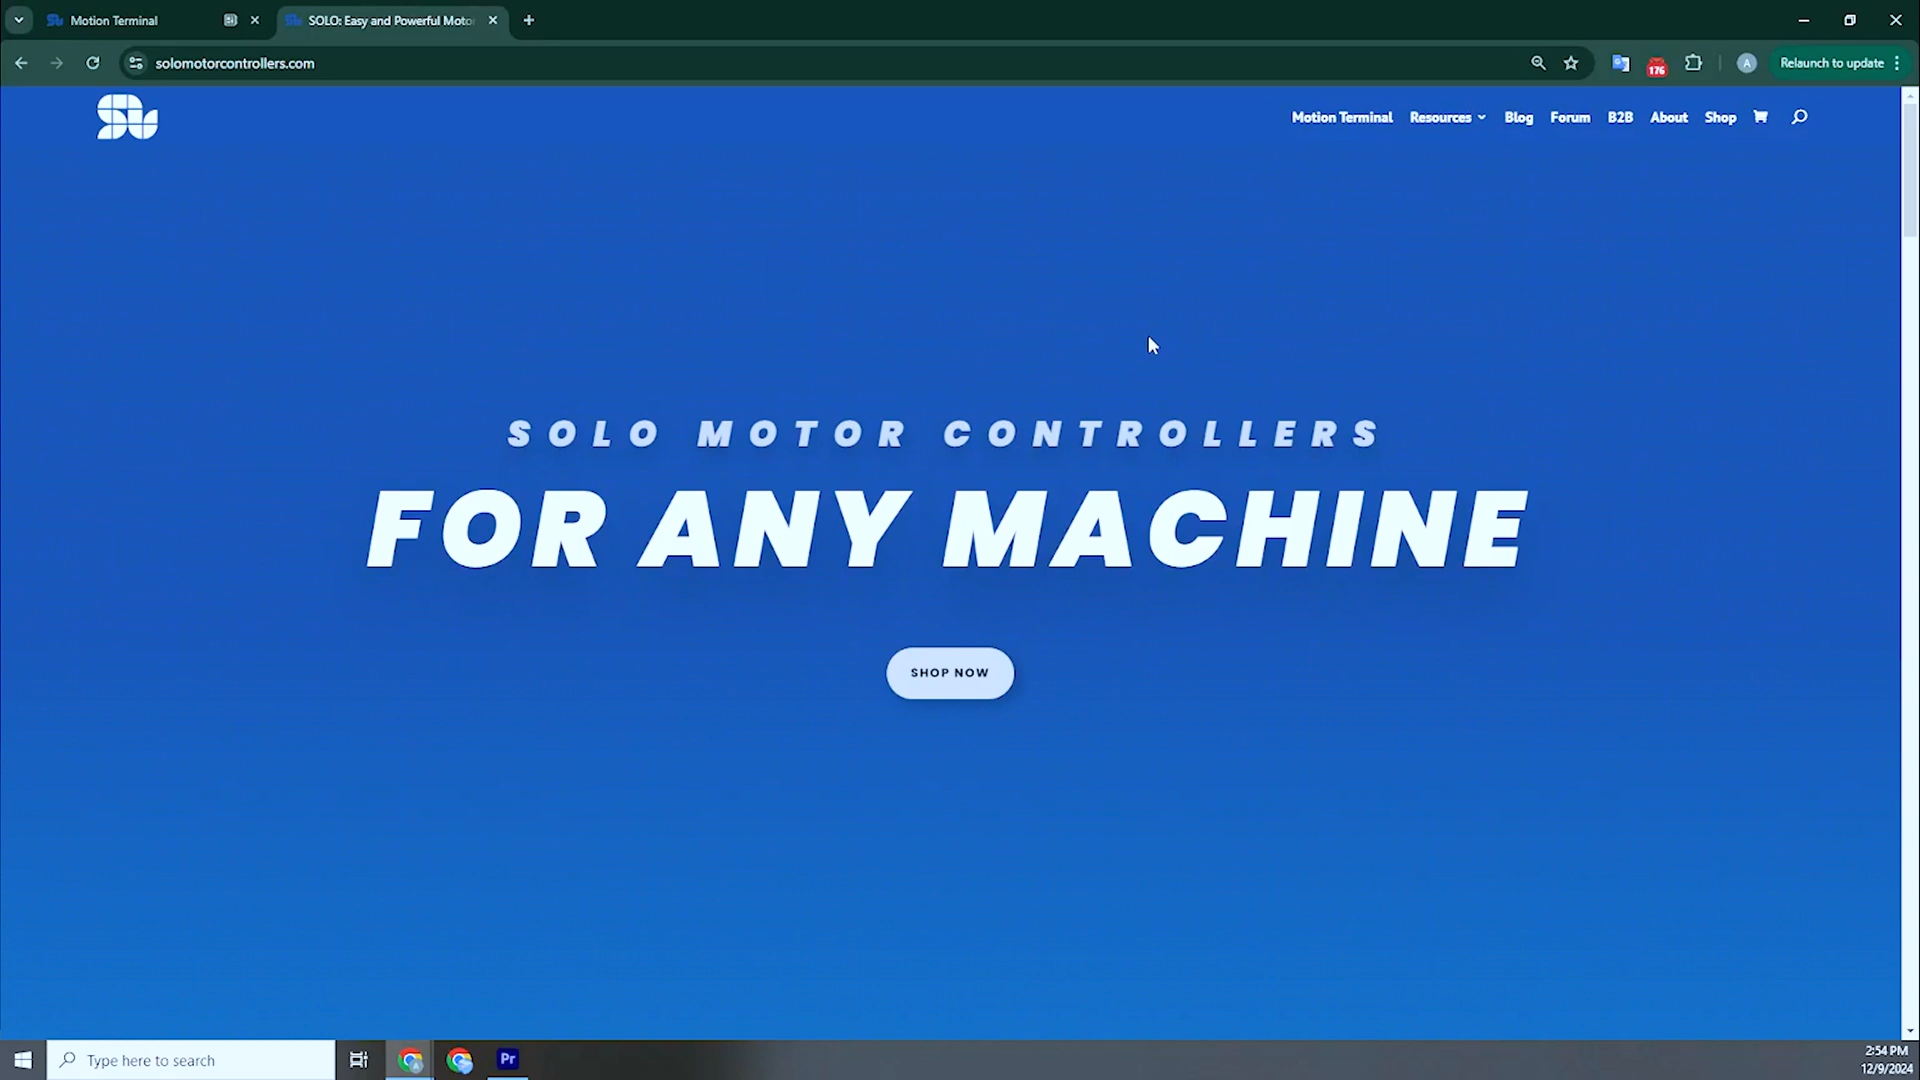 Motion Terminal
SOLO: Easy and Powerful Moto
solomotorcontrollers.com
176
A
Relaunch to update
Motion Terminal
Resources
Blog
Forum
B2B
About
Shop
SOLO MOTOR CONTROLLERS
FOR ANY MACHINE
SHOP NOW
Type here to search
Pr
2:54 PM
12/9/2024